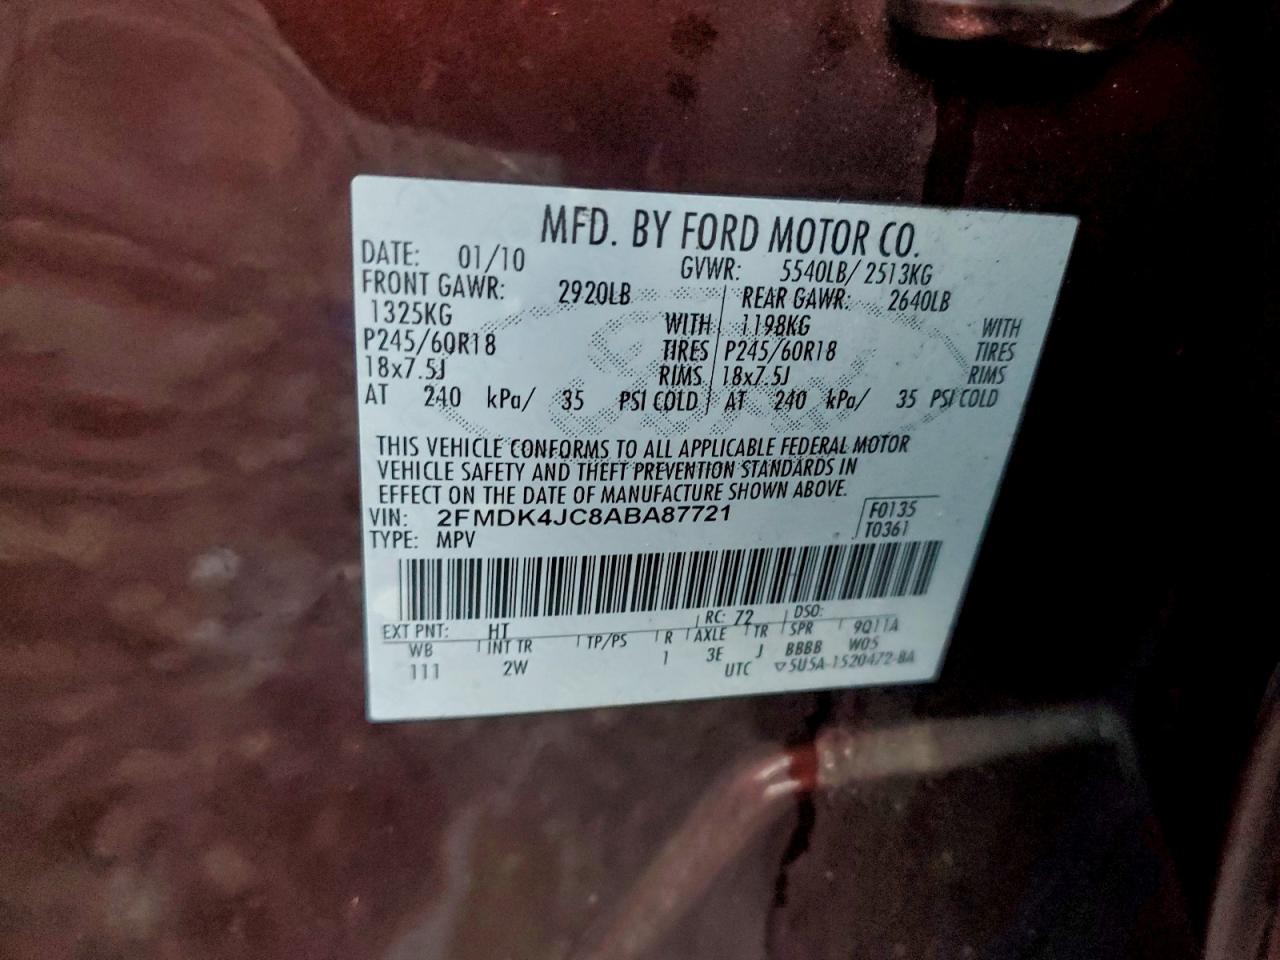 MFD. BY FORD MOTOR CO.
DATE: 01/10 GVWR: 5540LB/ 2513KG
FRONT GAWR: 2920LB REAR GAWR: 2640LB
1325KG WITH 1198KG WITH
P245/60R18 TIRES P245/60R18 TIRES
18x7.5J RIMS 18x7.5J RIMS
AT 240 kPa/ 35 PSI COLD AT 240 kPa/ 35 PSI COLD
THIS VEHICLE CONFORMS TO ALL APPLICABLE FEDERAL MOTOR
VEHICLE SAFETY AND THEFT PREVENTION STANDARDS IN
EFFECT ON THE DATE OF MANUFACTURE SHOWN ABOVE.
VIN: 2FMDK4JC8ABA87721 F0135
TYPE: MPV T0361
EXT PNT: HT RC: 72 DSO:
WB INT TR TP/PS R AXLE TR SPR 9Q11A
111 2W 1 3E J BBBB W05
UTC ▽5U5A-1520472-BA